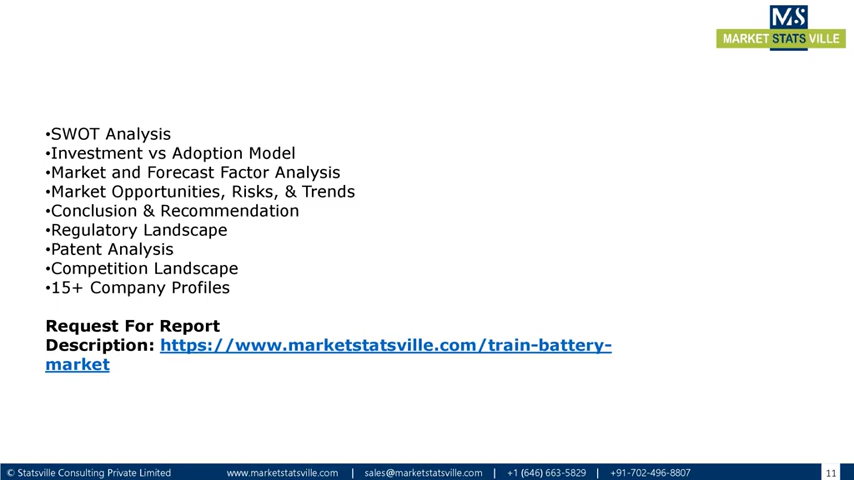 MS
MARKET STATS VILLE
•SWOT Analysis
•Investment vs Adoption Model
•Market and Forecast Factor Analysis
•Market Opportunities, Risks, & Trends
•Conclusion & Recommendation
•Regulatory Landscape
•Patent Analysis
•Competition Landscape
•15+ Company Profiles
Request For Report
Description: https://www.marketstatsville.com/train-battery-
market
© Statsville Consulting Private Limited www.marketstatsville.com | sales@marketstatsville.com | +1 (646) 663-5829 | +91-702-496-8807 11